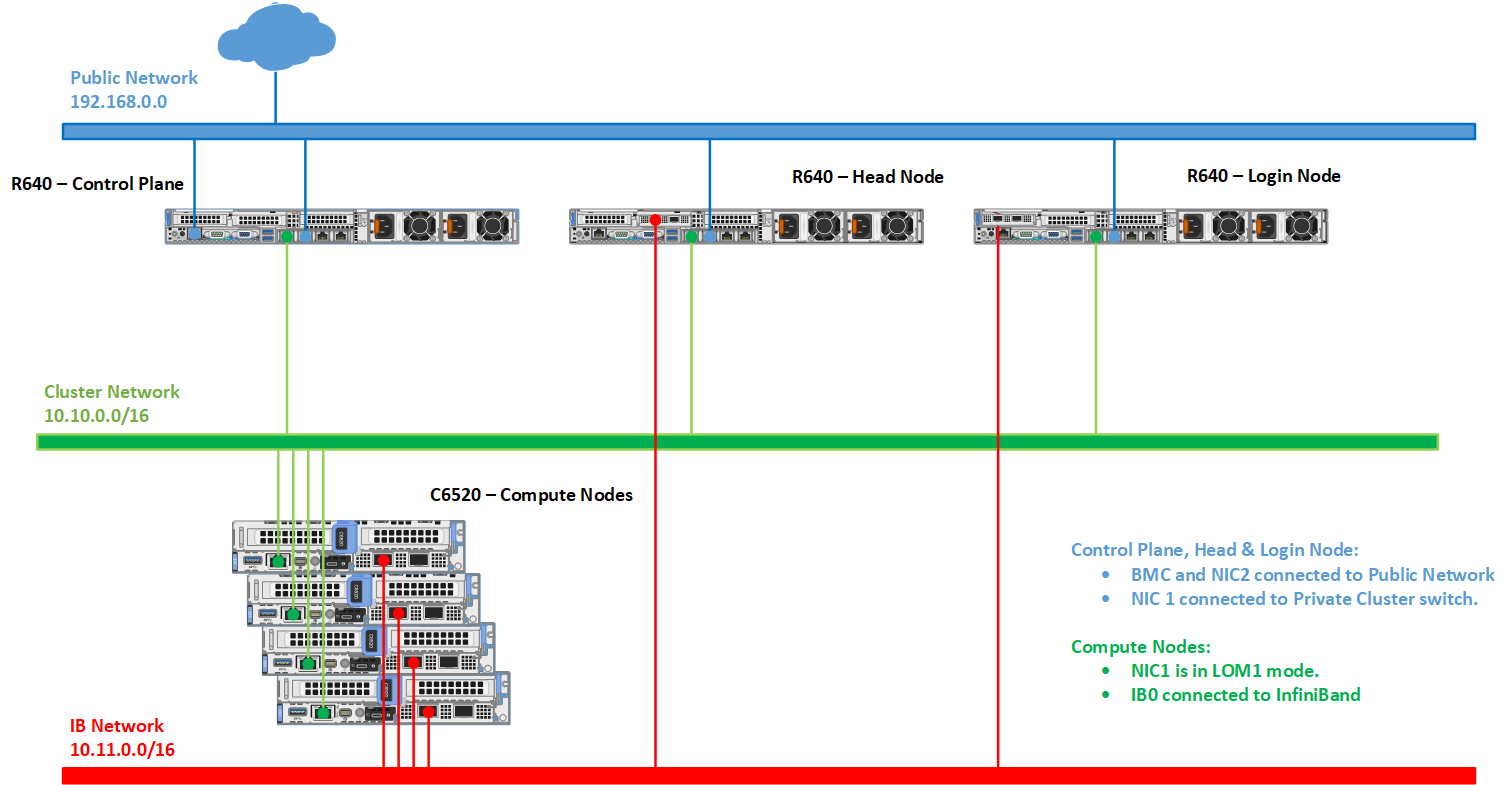 Public Network
192.168.0.0
R640 – Control Plane
R640 – Head Node
R640 – Login Node
Cluster Network
10.10.0.0/16
C6520 – Compute Nodes
Control Plane, Head & Login Node:
• BMC and NIC2 connected to Public Network
• NIC 1 connected to Private Cluster switch.
Compute Nodes:
• NIC1 is in LOM1 mode.
• IB0 connected to InfiniBand
IB Network
10.11.0.0/16